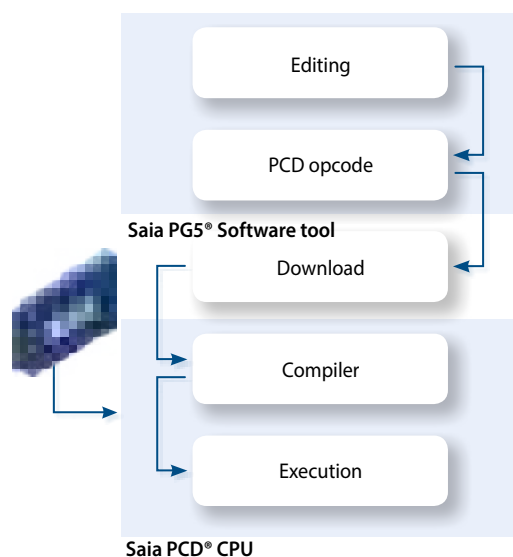 Editing
PCD opcode
Saia PG5® Software tool
Download
Compiler
Execution
Saia PCD® CPU